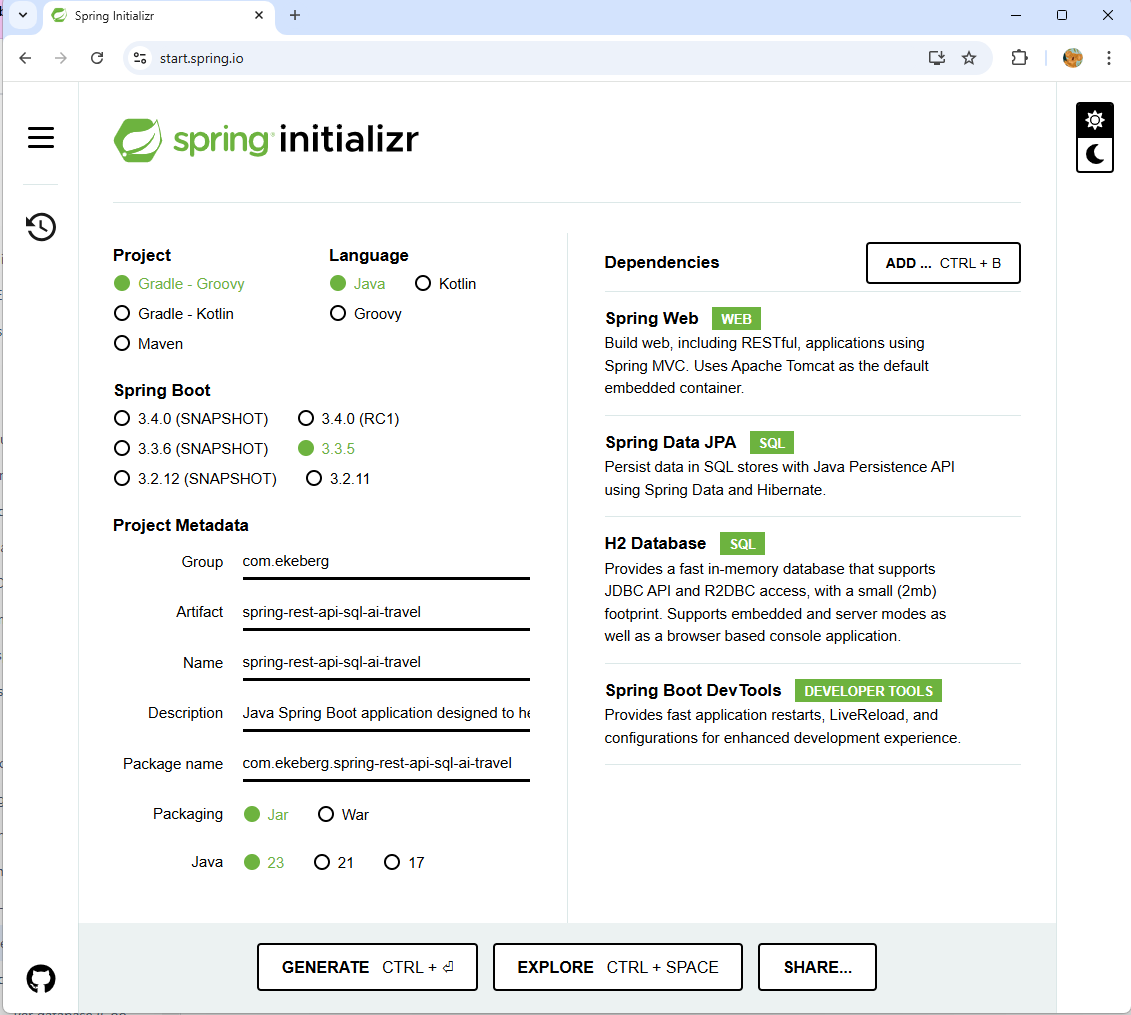 Spring Initializr
start.spring.io
spring initializr
Project
Gradle - Groovy
Gradle - Kotlin
Maven
Language
Java Kotlin
Groovy
Spring Boot
3.4.0 (SNAPSHOT) 3.4.0 (RC1)
3.3.6 (SNAPSHOT) 3.3.5
3.2.12 (SNAPSHOT) 3.2.11
Project Metadata
Group com.ekeberg
Artifact spring-rest-api-sql-ai-travel
Name spring-rest-api-sql-ai-travel
Description Java Spring Boot application designed to he
Package name com.ekeberg.spring-rest-api-sql-ai-travel
Packaging Jar War
Java 23 21 17
Dependencies
ADD ... CTRL + B
Spring Web WEB
Build web, including RESTful, applications using
Spring MVC. Uses Apache Tomcat as the default
embedded container.
Spring Data JPA SQL
Persist data in SQL stores with Java Persistence API
using Spring Data and Hibernate.
H2 Database SQL
Provides a fast in-memory database that supports
JDBC API and R2DBC access, with a small (2mb)
footprint. Supports embedded and server modes as
well as a browser based console application.
Spring Boot DevTools DEVELOPER TOOLS
Provides fast application restarts, LiveReload, and
configurations for enhanced development experience.
GENERATE CTRL + ⏎
EXPLORE CTRL + SPACE
SHARE...